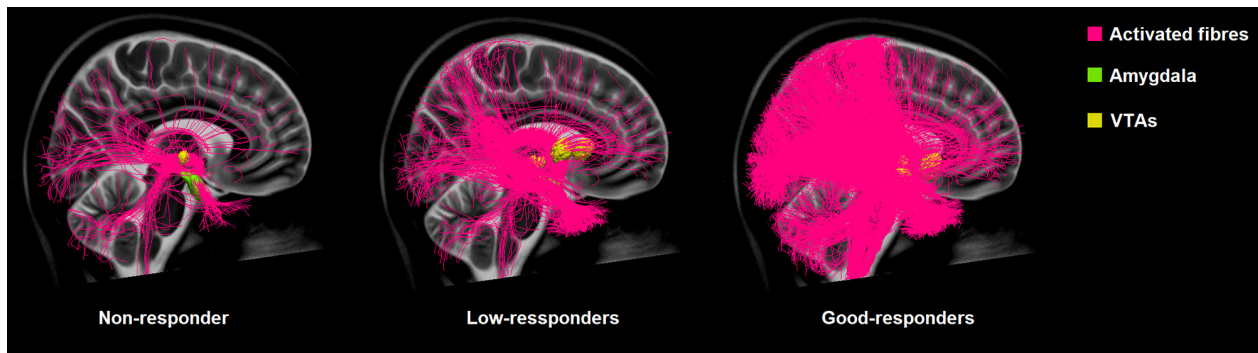 Activated fibres
Amygdala
VTAs
Non-responder
Low-ressponders
Good-responders